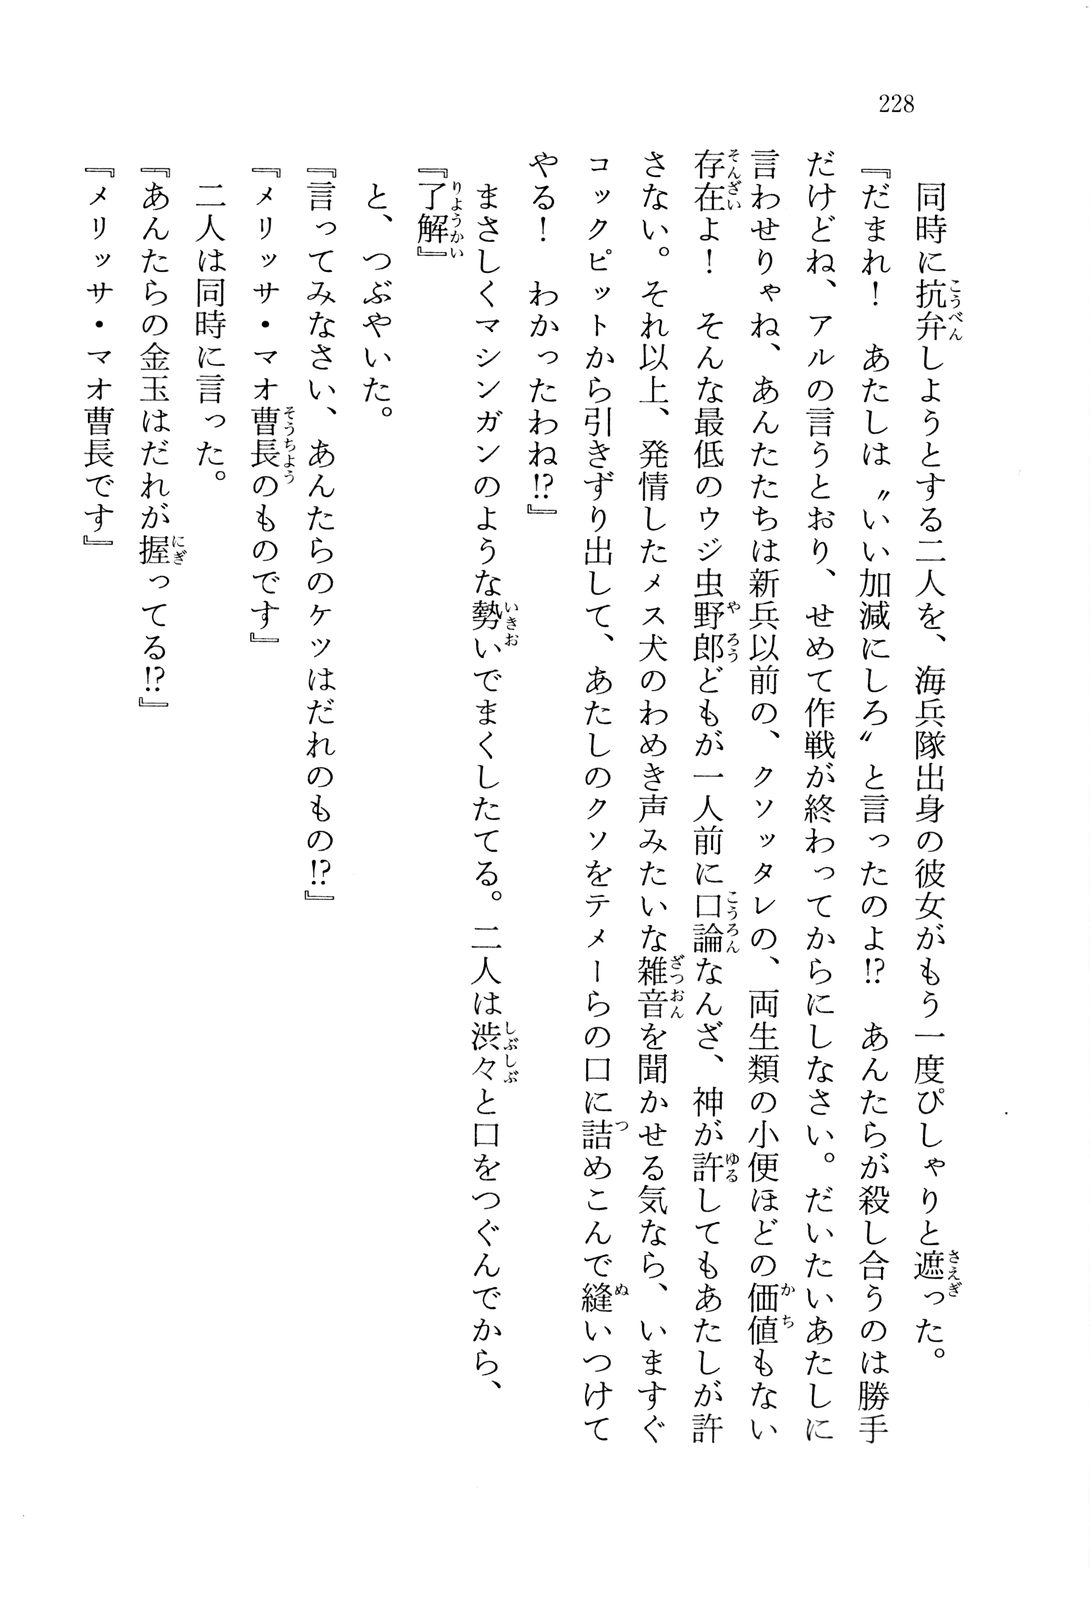 228
同時に抗弁しようとする二人を、海兵隊出身の彼女がもう一度ぴしゃりと遮った。
『だまれ！　あたしは〝いい加減にしろ〟と言ったのよ!?　あんたらが殺し合うのは勝手
だけどね、アルの言うとおり、せめて作戦が終わってからにしなさい。だいたいあたしに
言わせりゃね、あんたたちは新兵以前の、クソッタレの、両生類の小便ほどの価値もない
存在よ！　そんな最低のウジ虫野郎どもが一人前に口論なんざ、神が許してもあたしが許
さない。それ以上、発情したメス犬のわめき声みたいな雑音を聞かせる気なら、いますぐ
コックピットから引きずり出して、あたしのクソをテメーらの口に詰めこんで縫いつけて
やる！　わかったわね!?』
まさしくマシンガンのような勢いでまくしたてる。二人は渋々と口をつぐんでから、
『了解』
と、つぶやいた。
『言ってみなさい、あんたらのケツはだれのもの!?』
『メリッサ・マオ曹長のものです』
二人は同時に言った。
『あんたらの金玉はだれが握ってる!?』
『メリッサ・マオ曹長です』